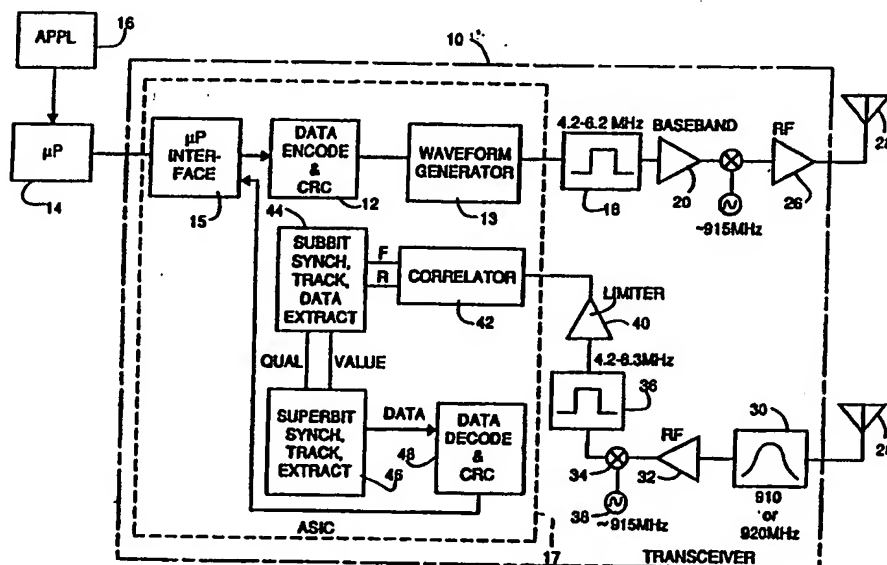 APPL
16
10
µP
14
µP
INTER-
FACE
15
DATA
ENCODE
&
CRC
12
WAVEFORM
GENERATOR
13
4.2-6.2 MHz
18
BASEBAND
20
~915MHz
RF
26
28
44
SUBBIT
SYNCH,
TRACK,
DATA
EXTRACT
F
R
CORRELATOR
42
LIMITER
40
QUAL
VALUE
4.2-6.3MHz
36
SUPERBIT
SYNCH,
TRACK,
EXTRACT
46
DATA
48
DATA
DECODE
&
CRC
34
38
~915MHz
RF
32
30
910
or
920MHz
28
ASIC
17
TRANSCEIVER